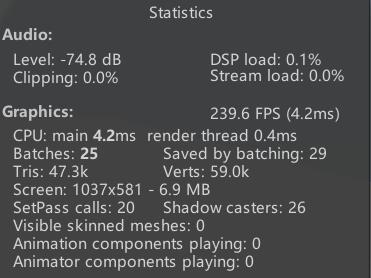 Statistics
Audio:
Level: -74.8 dB DSP load: 0.1%
Clipping: 0.0% Stream load: 0.0%
Graphics: 239.6 FPS (4.2ms)
CPU: main 4.2ms render thread 0.4ms
Batches: 25 Saved by batching: 29
Tris: 47.3k Verts: 59.0k
Screen: 1037x581 - 6.9 MB
SetPass calls: 20 Shadow casters: 26
Visible skinned meshes: 0
Animation components playing: 0
Animator components playing: 0